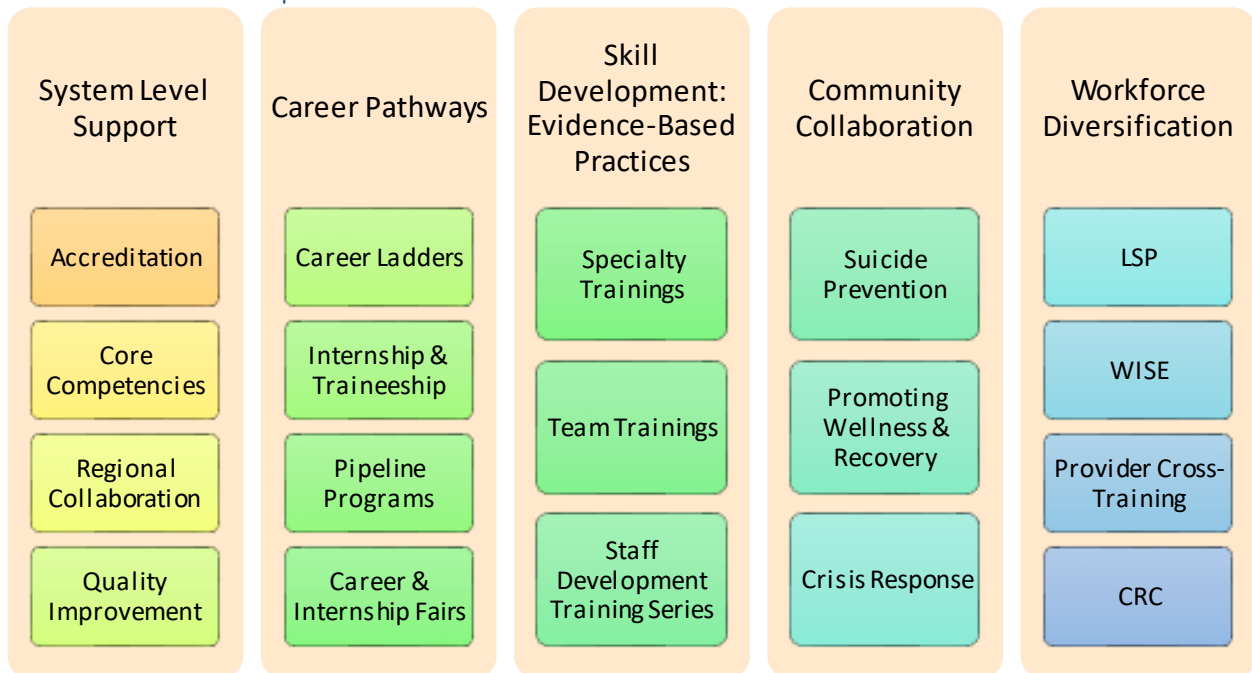 System Level
Support
Accreditation
Core
Competencies
Regional
Collaboration
Quality
Improvement
Career Pathways
Career Ladders
Internship &
Traineeship
Pipeline
Programs
Career &
Internship Fairs
Skill
Development:
Evidence-Based
Practices
Specialty
Trainings
Team Trainings
Staff
Development
Training Series
Community
Collaboration
Suicide
Prevention
Promoting
Wellness &
Recovery
Crisis Response
Workforce
Diversification
LSP
WISE
Provider Cross-
Training
CRC